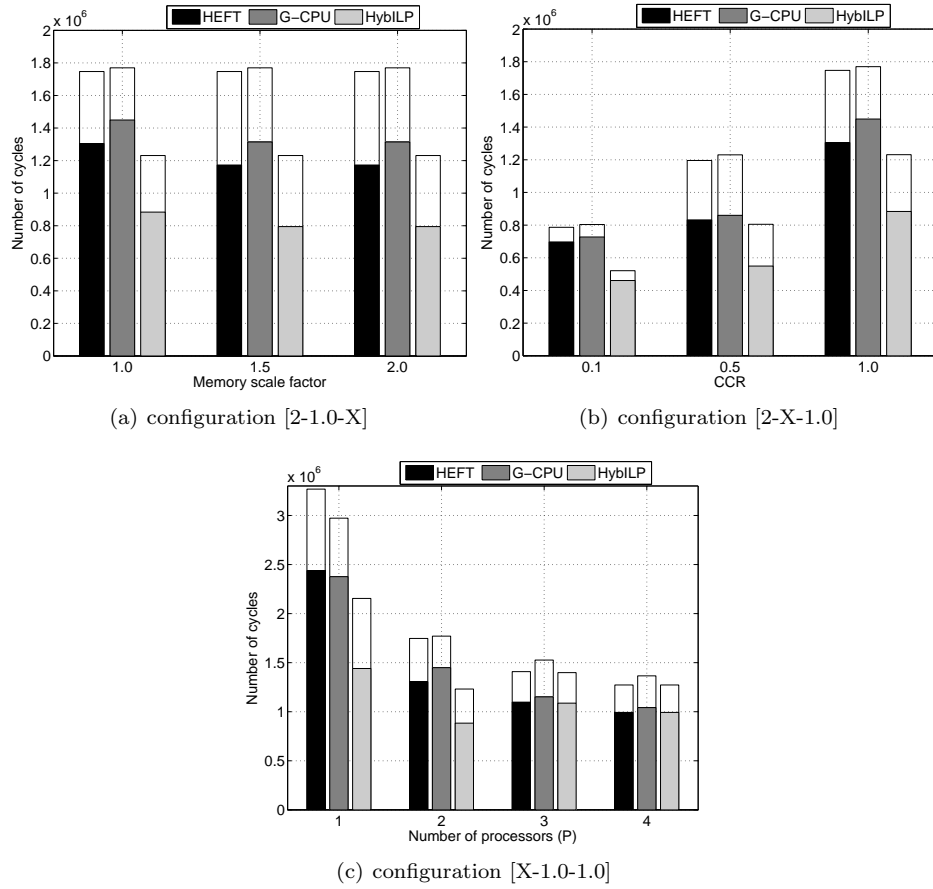 x 10^6
HEFT G−CPU HybILP
2
1.8
1.6
1.4
1.2
1
0.8
0.6
0.4
0.2
0
Number of cycles
1.0 1.5 2.0
Memory scale factor
(a) configuration [2-1.0-X]
x 10^6
HEFT G−CPU HybILP
2
1.8
1.6
1.4
1.2
1
0.8
0.6
0.4
0.2
0
Number of cycles
0.1 0.5 1.0
CCR
(b) configuration [2-X-1.0]
x 10^6
HEFT G−CPU HybILP
3
2.5
2
1.5
1
0.5
0
Number of cycles
1 2 3 4
Number of processors (P)
(c) configuration [X-1.0-1.0]